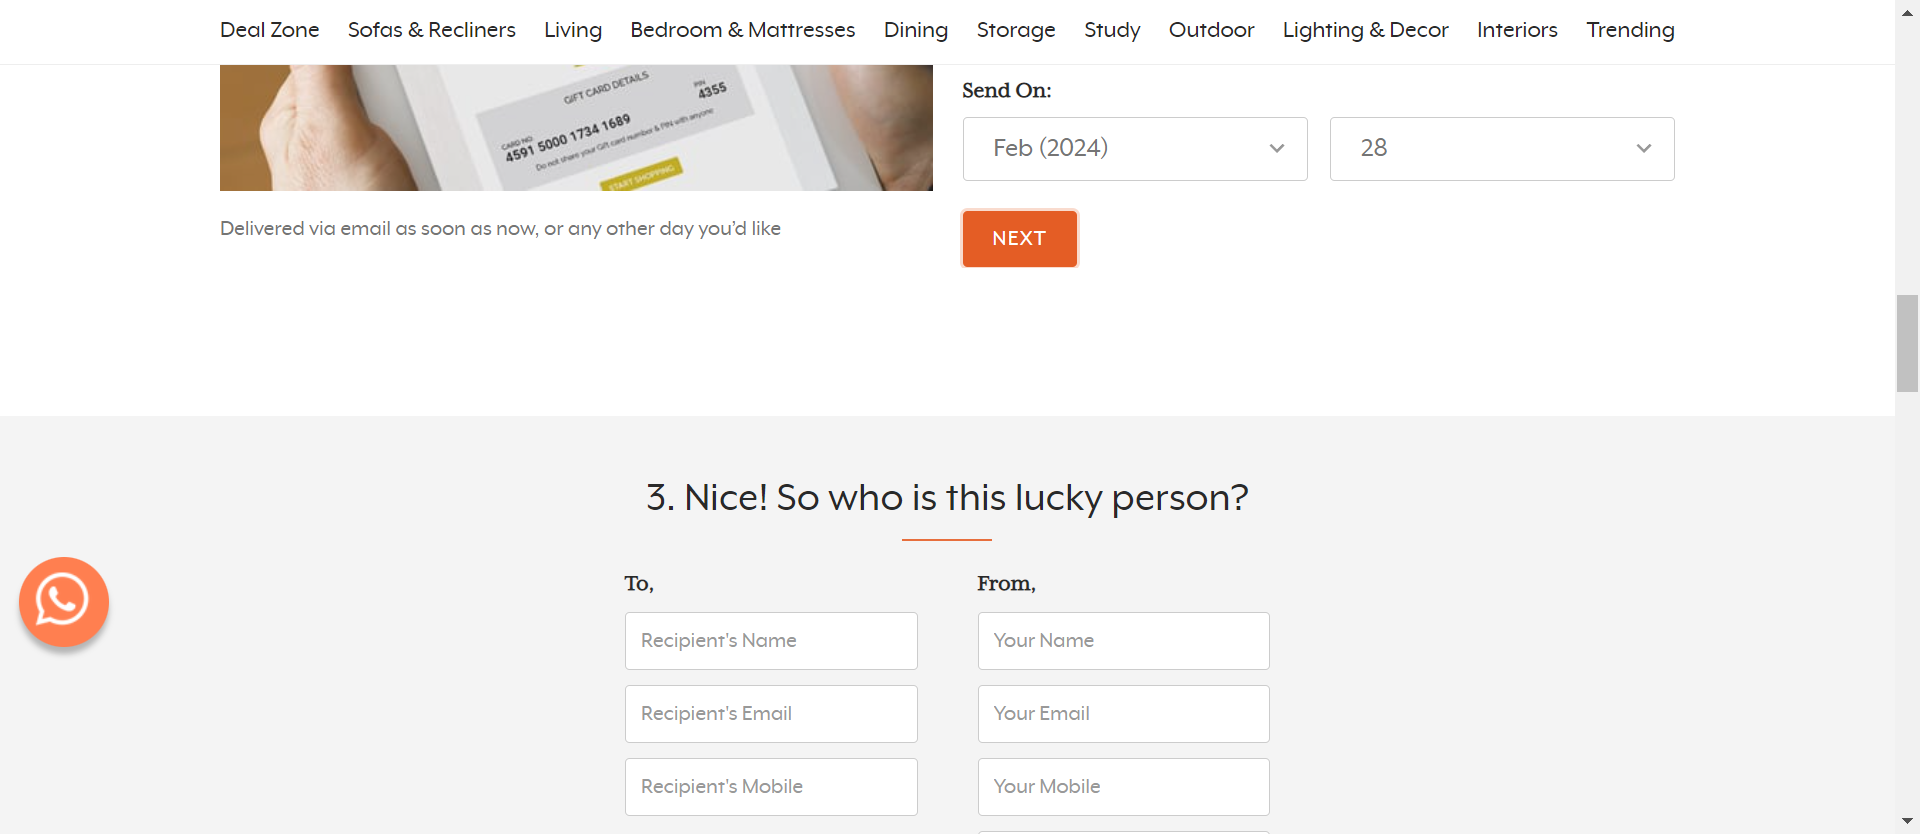 Deal Zone Sofas & Recliners Living Bedroom & Mattresses Dining Storage Study Outdoor Lighting & Decor Interiors Trending
GIFT CARD DETAILS
CARD NO.
4591 5000 1734 1689
PIN
4355
Do not share your Gift card number & PIN with anyone
START SHOPPING
Delivered via email as soon as now, or any other day you’d like
Send On:
Feb (2024)
28
NEXT
3. Nice! So who is this lucky person?
To,
Recipient's Name
Recipient's Email
Recipient's Mobile
From,
Your Name
Your Email
Your Mobile